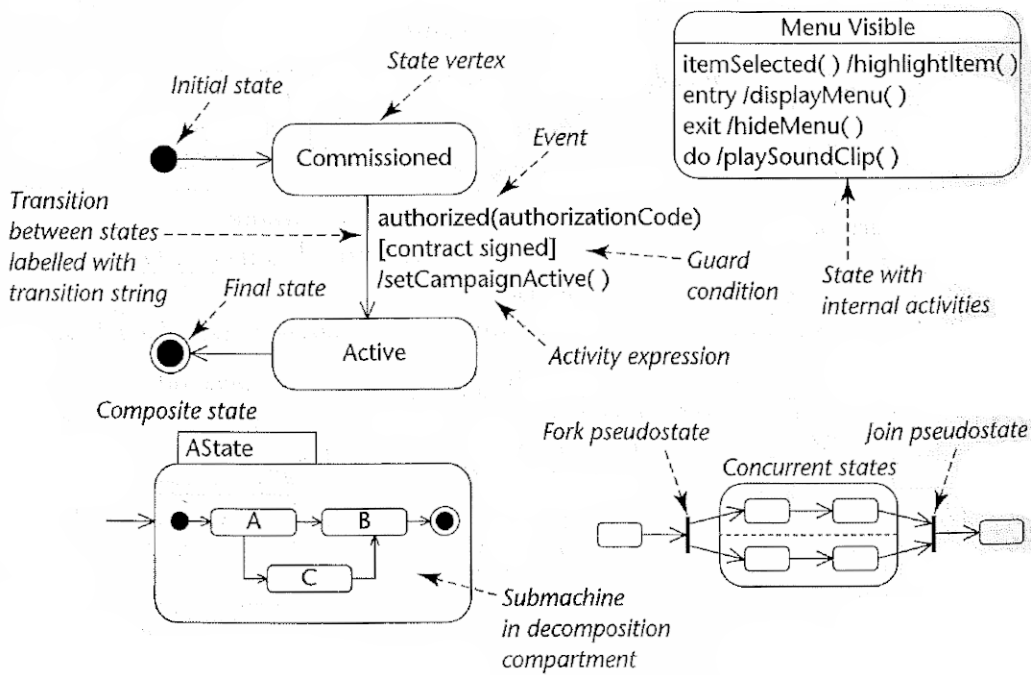 Initial state
State vertex
Commissioned
Event
Menu Visible
itemSelected( ) /highlightItem( )
entry /displayMenu( )
exit /hideMenu( )
do /playSoundClip( )
Transition
between states
labelled with
transition string
authorized(authorizationCode)
[contract signed]
/setCampaignActive( )
Guard
condition
State with
internal activities
Final state
Active
Activity expression
Composite state
AState
A
B
C
Submachine
in decomposition
compartment
Fork pseudostate
Join pseudostate
Concurrent states